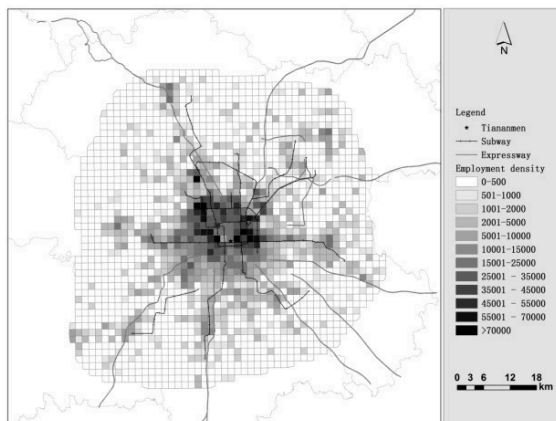 N
Legend
Tiananmen
Subway
Expressway
Employment density
0-500
501-1000
1001-2000
2001-5000
5001-10000
10001-15000
15001-25000
25001 - 35000
35001 - 45000
45001 - 55000
55001 - 70000
>70000
0 3 6 12 18
km